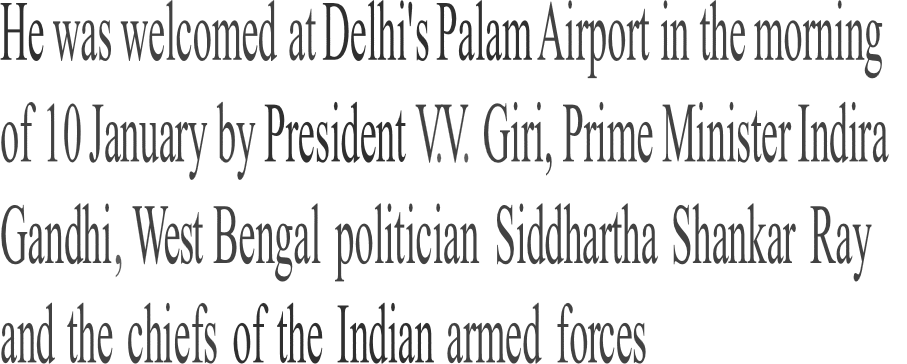 He was welcomed at Delhi's Palam Airport in the morning
of 10 January by President V.V. Giri, Prime Minister Indira
Gandhi, West Bengal politician Siddhartha Shankar Ray
and the chiefs of the Indian armed forces